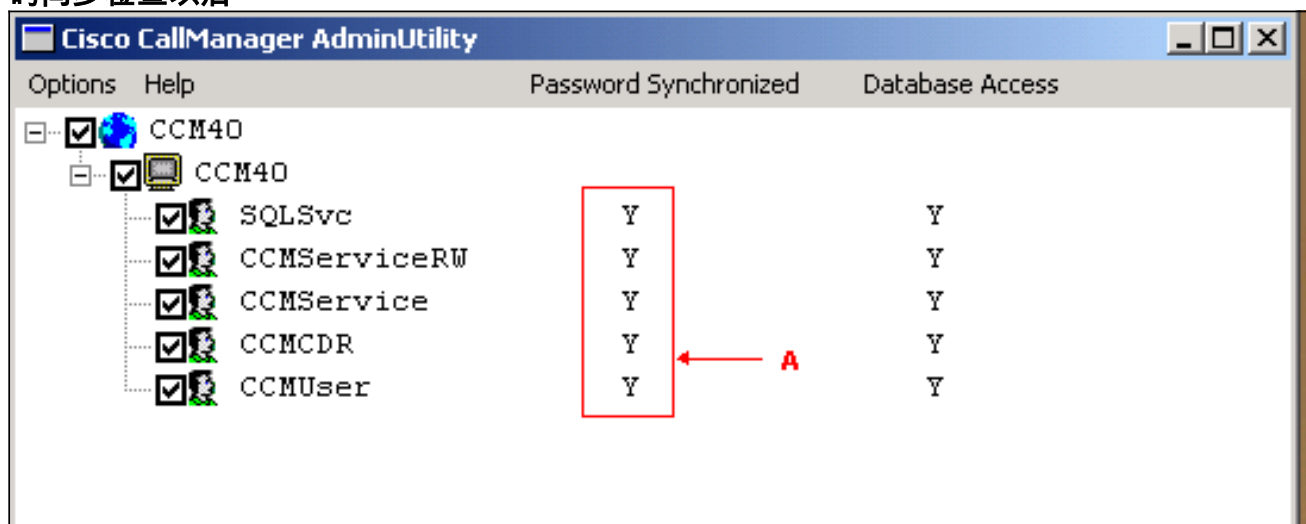 Cisco CallManager AdminUtility
Options Help Password Synchronized Database Access
CCM40
CCM40
SQLSvc Y Y
CCMServiceRW Y Y
CCMService Y Y
CCMCDR Y Y
A
CCMUser Y Y